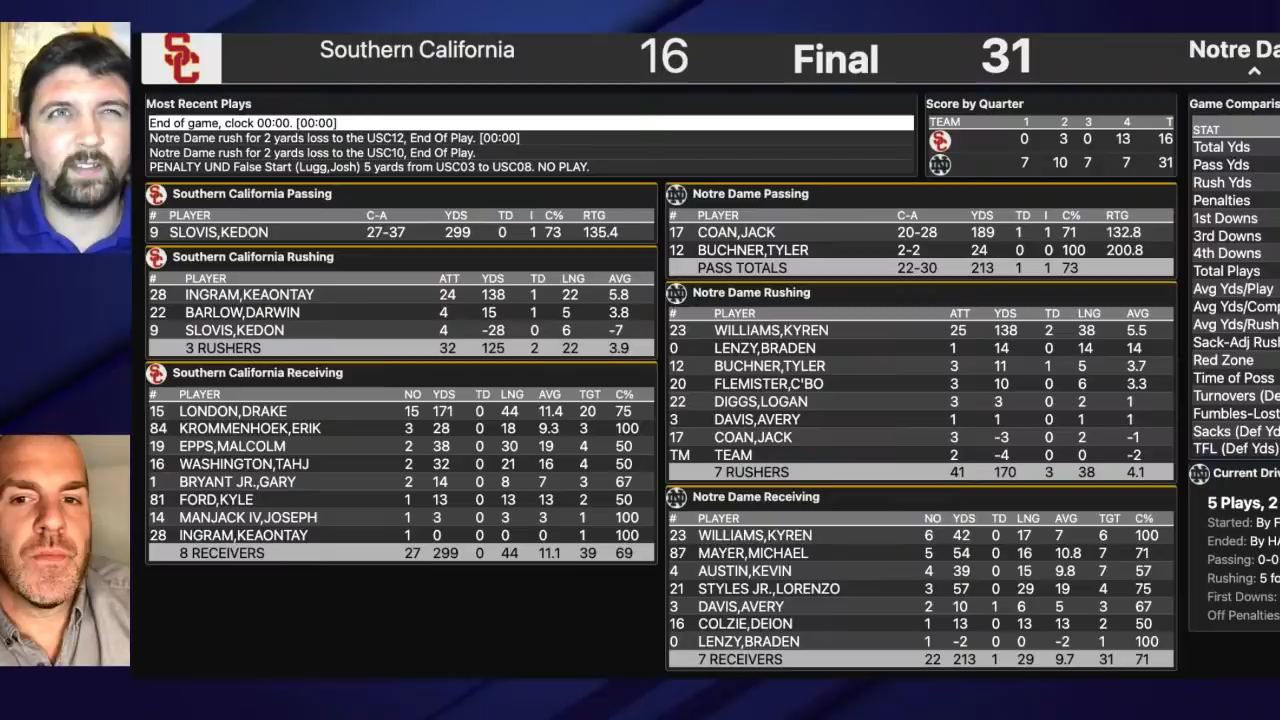 SC Southern California 16 Final 31 Notre Da
Most Recent Plays
End of game, clock 00:00. [00:00]
Notre Dame rush for 2 yards loss to the USC12, End Of Play. [00:00]
Notre Dame rush for 2 yards loss to the USC10, End Of Play.
PENALTY UND False Start (Lugg,Josh) 5 yards from USC03 to USC08. NO PLAY.
Score by Quarter
TEAM 1 2 3 4 T
SC 0 3 0 13 16
ND 7 10 7 7 31
SC Southern California Passing
# PLAYER C-A YDS TD I C% RTG
9 SLOVIS,KEDON 27-37 299 0 1 73 135.4
SC Southern California Rushing
# PLAYER ATT YDS TD LNG AVG
28 INGRAM,KEAONTAY 24 138 1 22 5.8
22 BARLOW,DARWIN 4 15 1 5 3.8
9 SLOVIS,KEDON 4 -28 0 6 -7
3 RUSHERS 32 125 2 22 3.9
SC Southern California Receiving
# PLAYER NO YDS TD LNG AVG TGT C%
15 LONDON,DRAKE 15 171 0 44 11.4 20 75
84 KROMMENHOEK,ERIK 3 28 0 18 9.3 3 100
19 EPPS,MALCOLM 2 38 0 30 19 4 50
16 WASHINGTON,TAHJ 2 32 0 21 16 4 50
1 BRYANT JR.,GARY 2 14 0 8 7 3 67
81 FORD,KYLE 1 13 0 13 13 2 50
14 MANJACK IV,JOSEPH 1 3 0 3 3 1 100
28 INGRAM,KEAONTAY 1 0 0 0 0 1 100
8 RECEIVERS 27 299 0 44 11.1 39 69
ND Notre Dame Passing
# PLAYER C-A YDS TD I C% RTG
17 COAN,JACK 20-28 189 1 1 71 132.8
12 BUCHNER,TYLER 2-2 24 0 0 100 200.8
PASS TOTALS 22-30 213 1 1 73
ND Notre Dame Rushing
# PLAYER ATT YDS TD LNG AVG
23 WILLIAMS,KYREN 25 138 2 38 5.5
0 LENZY,BRADEN 1 14 0 14 14
12 BUCHNER,TYLER 3 11 1 5 3.7
20 FLEMISTER,C'BO 3 10 0 6 3.3
22 DIGGS,LOGAN 3 3 0 2 1
3 DAVIS,AVERY 1 1 0 1 1
17 COAN,JACK 3 -3 0 2 -1
TM TEAM 2 -4 0 0 -2
7 RUSHERS 41 170 3 38 4.1
ND Notre Dame Receiving
# PLAYER NO YDS TD LNG AVG TGT C%
23 WILLIAMS,KYREN 6 42 0 17 7 6 100
87 MAYER,MICHAEL 5 54 0 16 10.8 7 71
4 AUSTIN,KEVIN 4 39 0 15 9.8 7 57
21 STYLES JR.,LORENZO 3 57 0 29 19 4 75
3 DAVIS,AVERY 2 10 1 6 5 3 67
16 COLZIE,DEION 1 13 0 13 13 2 50
0 LENZY,BRADEN 1 -2 0 0 -2 1 100
7 RECEIVERS 22 213 1 29 9.7 31 71
Game Comparis
STAT
Total Yds
Pass Yds
Rush Yds
Penalties
1st Downs
3rd Downs
4th Downs
Total Plays
Avg Yds/Play
Avg Yds/Comp
Avg Yds/Rush
Sack-Adj Rush
Red Zone
Time of Poss
Turnovers (De
Fumbles-Lost
Sacks (Def Yd
TFL (Def Yds)
ND Current Driv
5 Plays, 2
Started: By F
Ended: By HA
Passing: 0-0
Rushing: 5 fo
First Downs:
Off Penalties